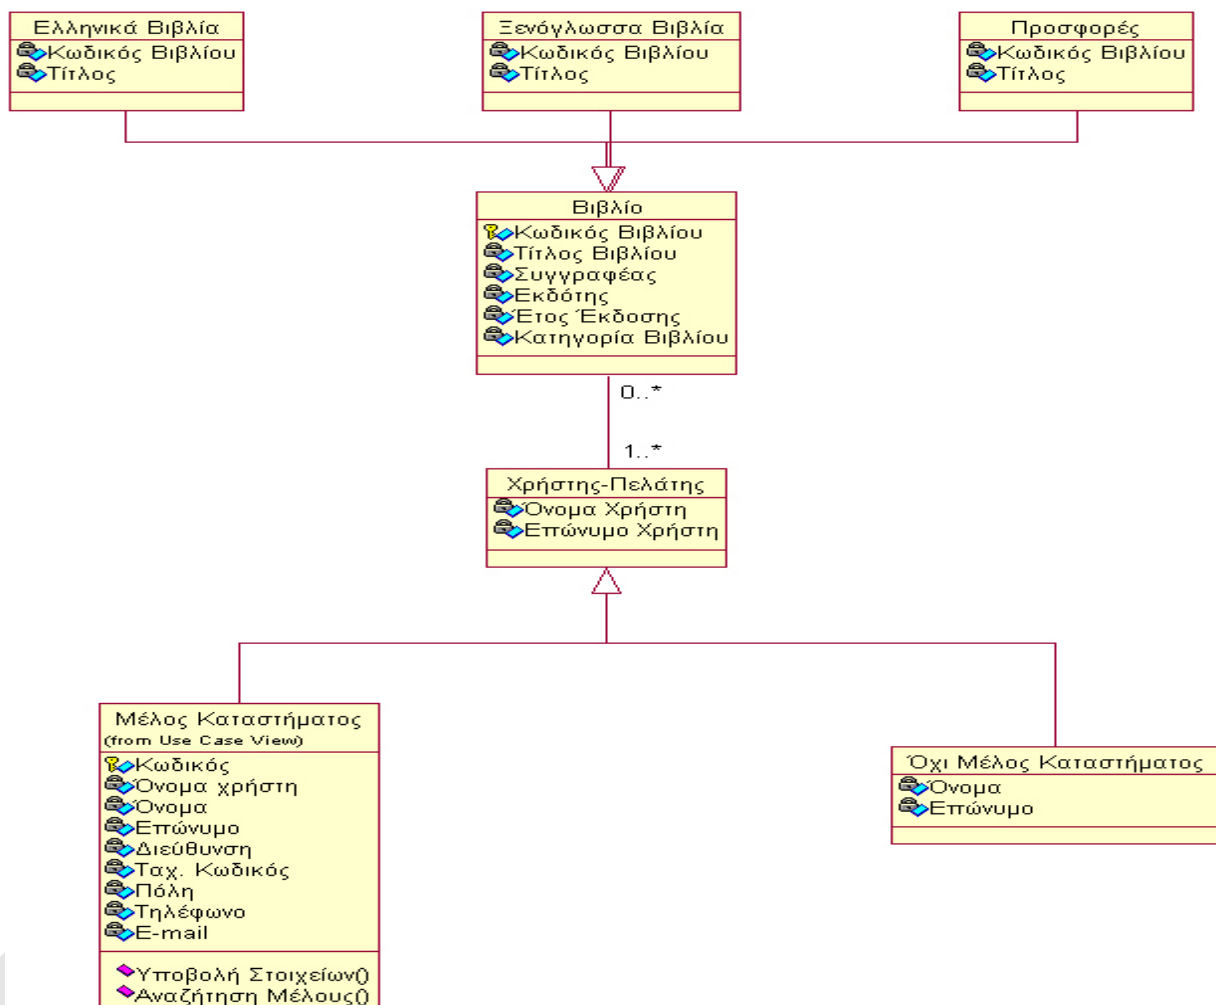 Ελληνικά Βιβλία
Κωδικός Βιβλίου
Τίτλος
Ξενόγλωσσα Βιβλία
Κωδικός Βιβλίου
Τίτλος
Προσφορές
Κωδικός Βιβλίου
Τίτλος
Βιβλίο
Κωδικός Βιβλίου
Τίτλος Βιβλίου
Συγγραφέας
Εκδότης
Έτος Έκδοσης
Κατηγορία Βιβλίου
0..*
1..*
Χρήστης-Πελάτης
Όνομα Χρήστη
Επώνυμο Χρήστη
Μέλος Καταστήματος
(from Use Case View)
Κωδικός
Όνομα χρήστη
Όνομα
Επώνυμο
Διεύθυνση
Ταχ. Κωδικός
Πόλη
Τηλέφωνο
E-mail
Υποβολή Στοιχείων()
Αναζήτηση Μέλους()
Όχι Μέλος Καταστήματος
Όνομα
Επώνυμο